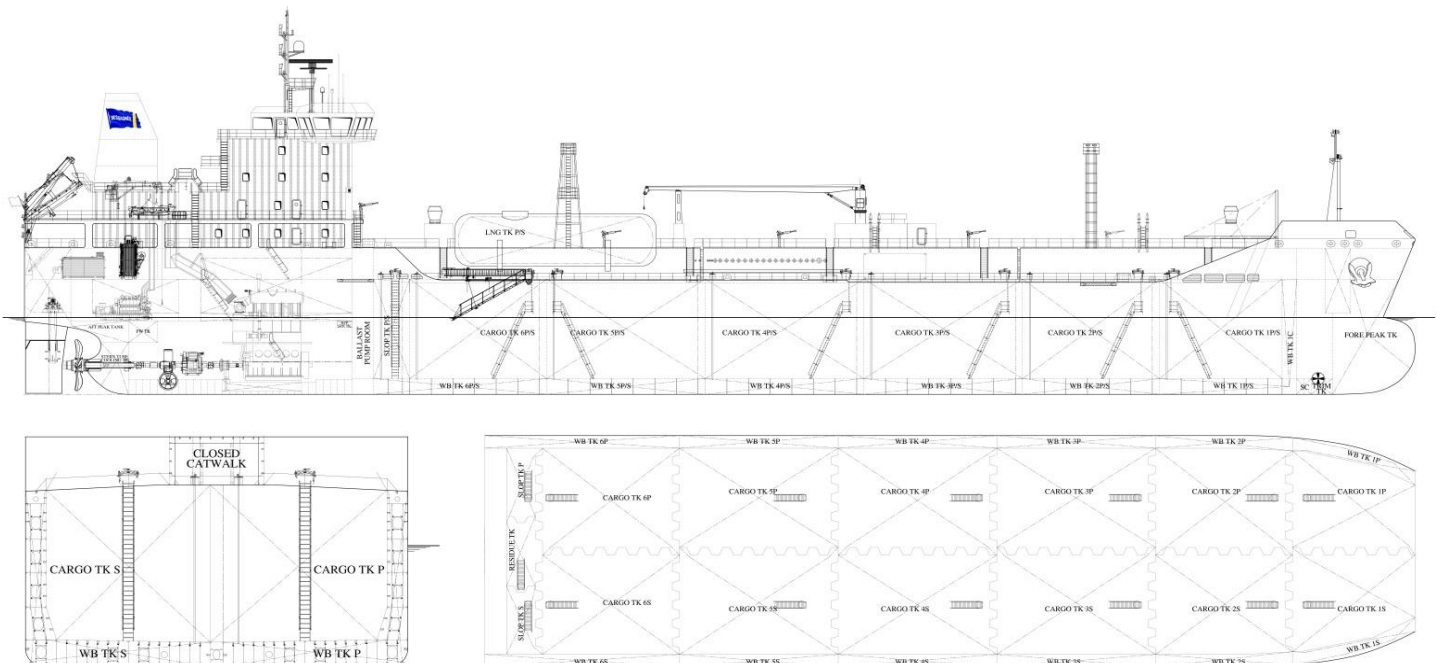 LNG TK P/S
AFT PEAK TANK
FW TK
BALLAST
PUMP ROOM
SLOP TK P/S
CARGO TK 6P/S
CARGO TK 5P/S
CARGO TK 4P/S
CARGO TK 3P/S
CARGO TK 2P/S
CARGO TK 1P/S
WB TK 1C
FORE PEAK TK
WB TK 6P/S
WB TK 5P/S
WB TK 4P/S
WB TK 3P/S
WB TK 2P/S
WB TK 1P/S
SC
TRIM
TK
CLOSED
CATWALK
CARGO TK S
CARGO TK P
WB TK S
WB TK P
WB TK 6P
WB TK 5P
WB TK 4P
WB TK 3P
WB TK 2P
WB TK 1P
SLOP TK P
CARGO TK 6P
CARGO TK 5P
CARGO TK 4P
CARGO TK 3P
CARGO TK 2P
CARGO TK 1P
RESIDUE TK
SLOP TK S
CARGO TK 6S
CARGO TK 5S
CARGO TK 4S
CARGO TK 3S
CARGO TK 2S
CARGO TK 1S
WB TK 6S
WB TK 5S
WB TK 4S
WB TK 3S
WB TK 2S
WB TK 1S